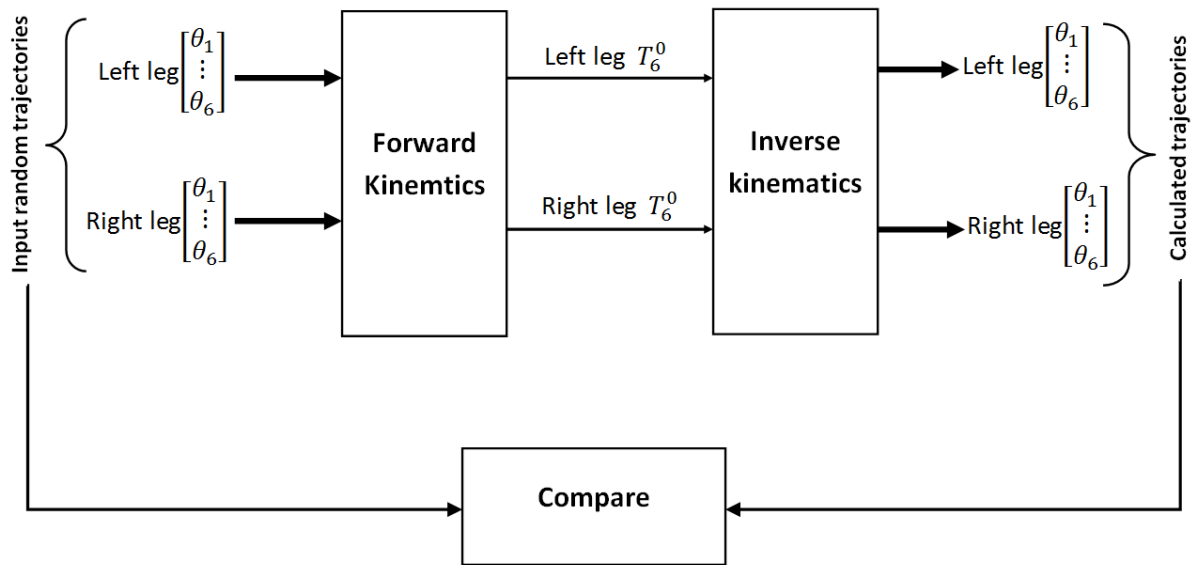 Input random trajectories
Left leg [θ₁ ⋮ θ₆]
Right leg [θ₁ ⋮ θ₆]
Forward
Kinemtics
Left leg T₆⁰
Right leg T₆⁰
Inverse
kinematics
Left leg [θ₁ ⋮ θ₆]
Right leg [θ₁ ⋮ θ₆]
Calculated trajectories
Compare